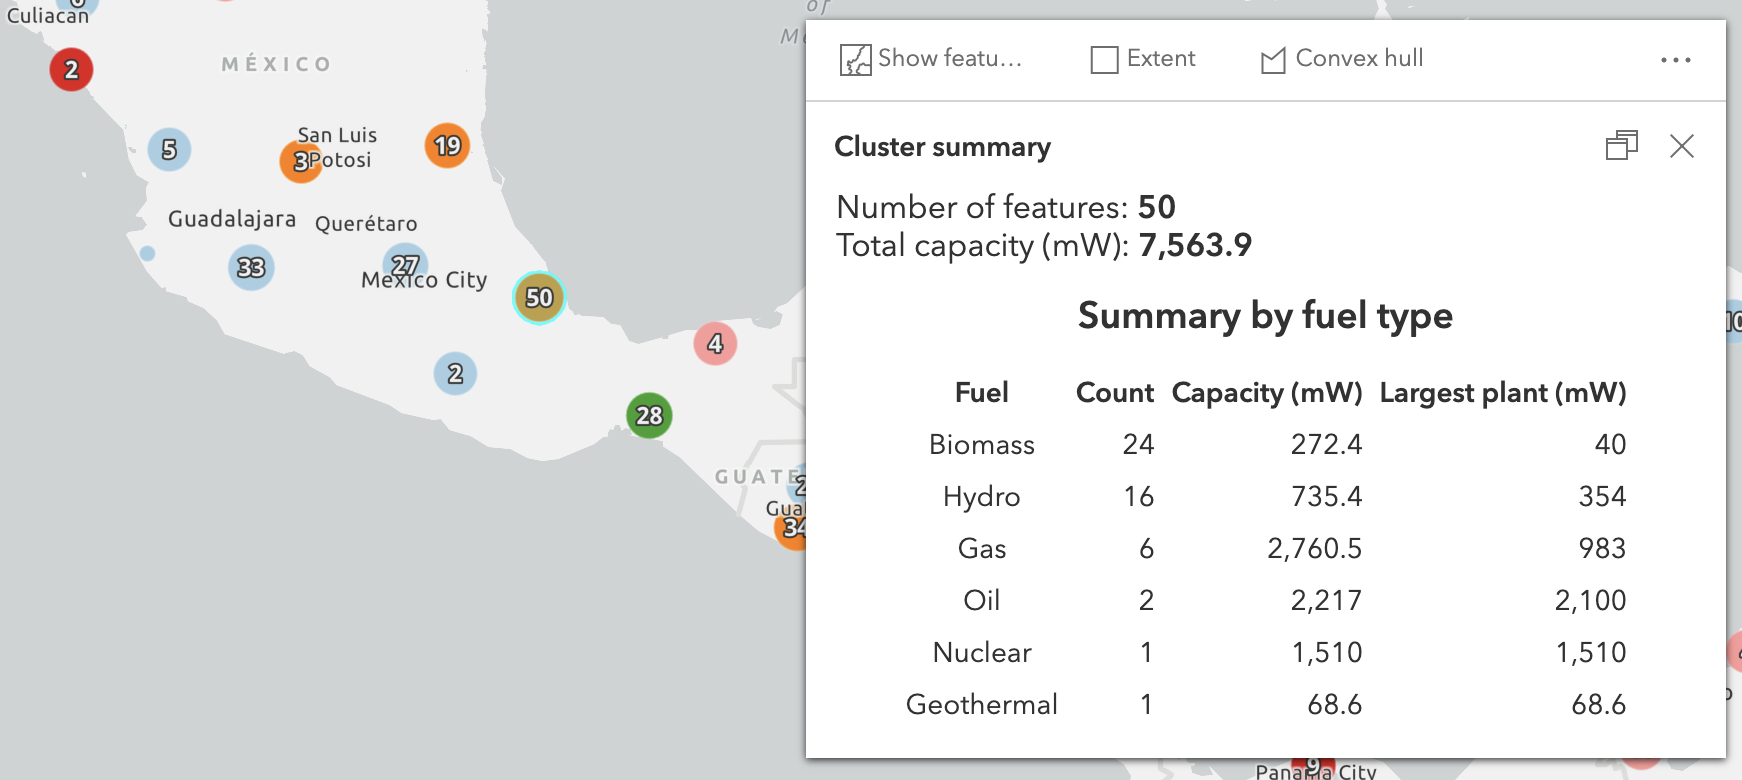 Culiacan
2
MÉXICO
of
5
San Luis
Potosi
3
19
Guadalajara
Querétaro
33
27
Mexico City
50
4
2
28
GUATE
Panama City
9
Show featu...
Extent
Convex hull
...
Cluster summary
Number of features: 50
Total capacity (mW): 7,563.9
Summary by fuel type
Fuel Count Capacity (mW) Largest plant (mW)
Biomass 24 272.4 40
Hydro 16 735.4 354
Gas 6 2,760.5 983
Oil 2 2,217 2,100
Nuclear 1 1,510 1,510
Geothermal 1 68.6 68.6